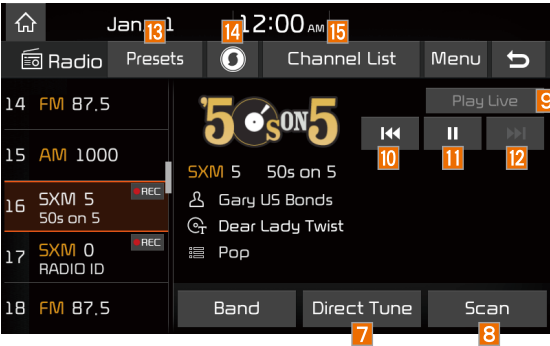 Jan. 1 12:00 AM
13 14 15
Radio Presets Channel List Menu
14 FM 87.5
15 AM 1000
16 SXM 5 REC
50s on 5
17 SXM 0 REC
RADIO ID
18 FM 87.5
'50sON5
Play Live 9
10 11 12
SXM 5 50s on 5
Gary US Bonds
Dear Lady Twist
Pop
Band Direct Tune Scan
7 8